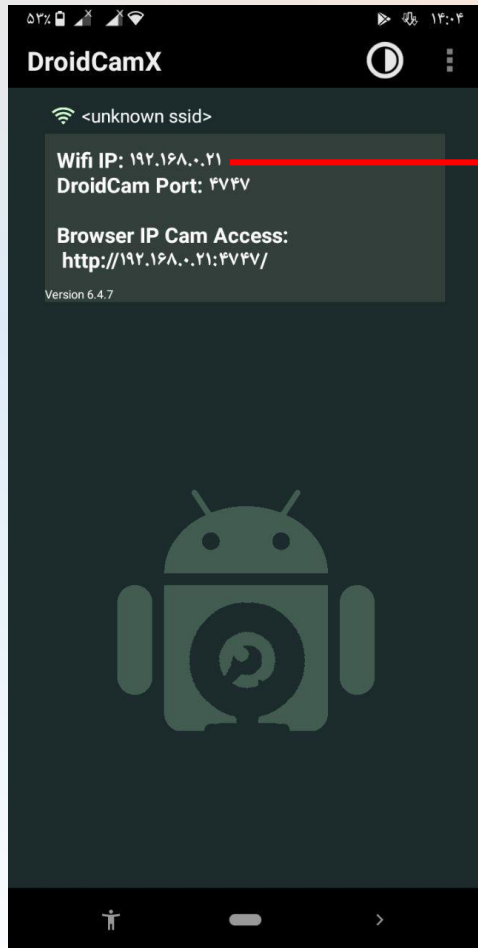 ۵۳٪ ۱۴:۰۴
DroidCamX
<unknown ssid>
Wifi IP: ۱۹۲.۱۶۸.۰.۲۱
DroidCam Port: ۴۷۴۷
Browser IP Cam Access:
http://۱۹۲.۱۶۸.۰.۲۱:۴۷۴۷/
Version 6.4.7